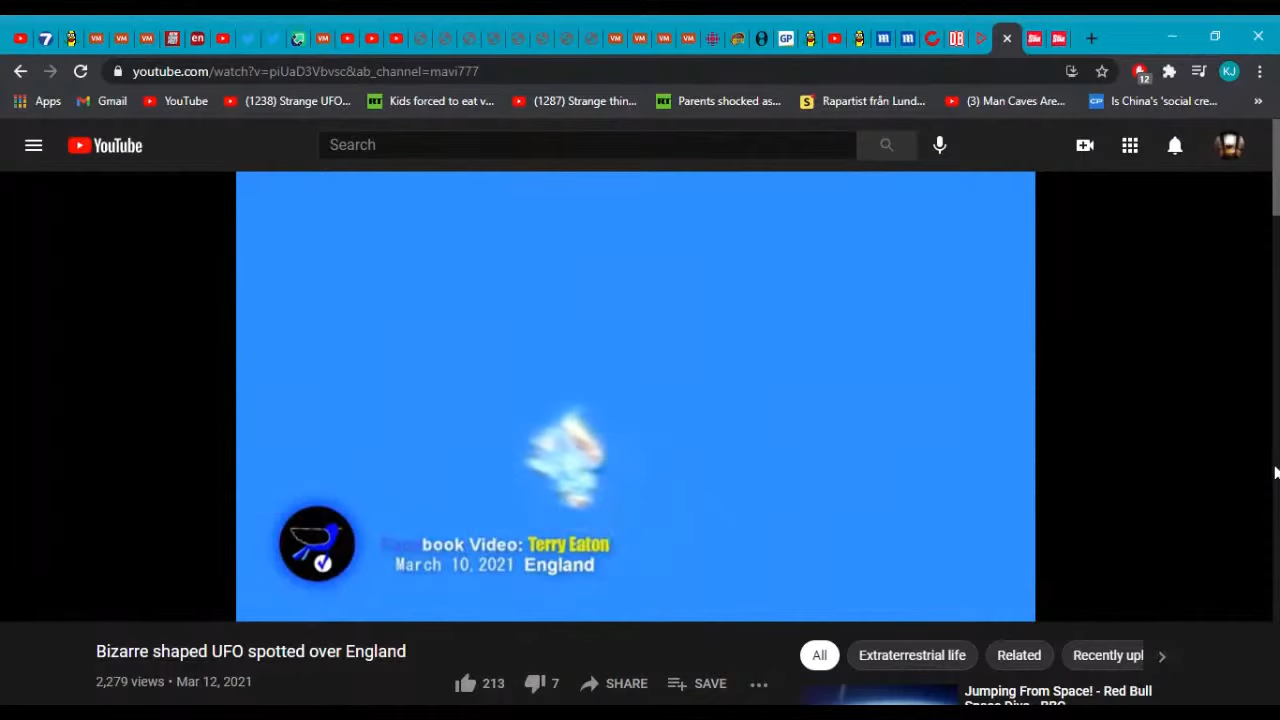 youtube.com/watch?v=piUaD3Vbvsc&ab_channel=mavi777
12
KJ
Apps Gmail YouTube (1238) Strange UFO... Kids forced to eat v... (1287) Strange thin... Parents shocked as... Rapartist från Lund... (3) Man Caves Are... Is China's 'social cre... »
YouTube
Search
book Video: Terry Eaton
March 10, 2021 England
Bizarre shaped UFO spotted over England
2,279 views • Mar 12, 2021
213 7 SHARE SAVE
All Extraterrestrial life Related Recently upl
Jumping From Space! - Red Bull